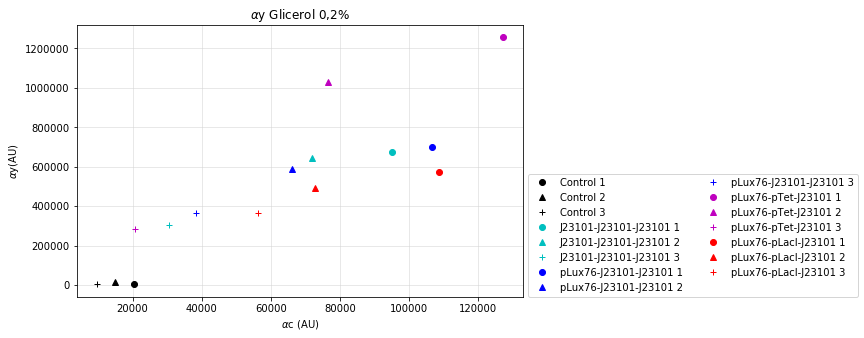 αy Glicerol 0,2%
1200000
1000000
800000
600000
400000
200000
0
αy(AU)
20000 40000 60000 80000 100000 120000
αc (AU)
Control 1
Control 2
Control 3
J23101-J23101-J23101 1
J23101-J23101-J23101 2
J23101-J23101-J23101 3
pLux76-J23101-J23101 1
pLux76-J23101-J23101 2
pLux76-J23101-J23101 3
pLux76-pTet-J23101 1
pLux76-pTet-J23101 2
pLux76-pTet-J23101 3
pLux76-pLacI-J23101 1
pLux76-pLacI-J23101 2
pLux76-pLacI-J23101 3